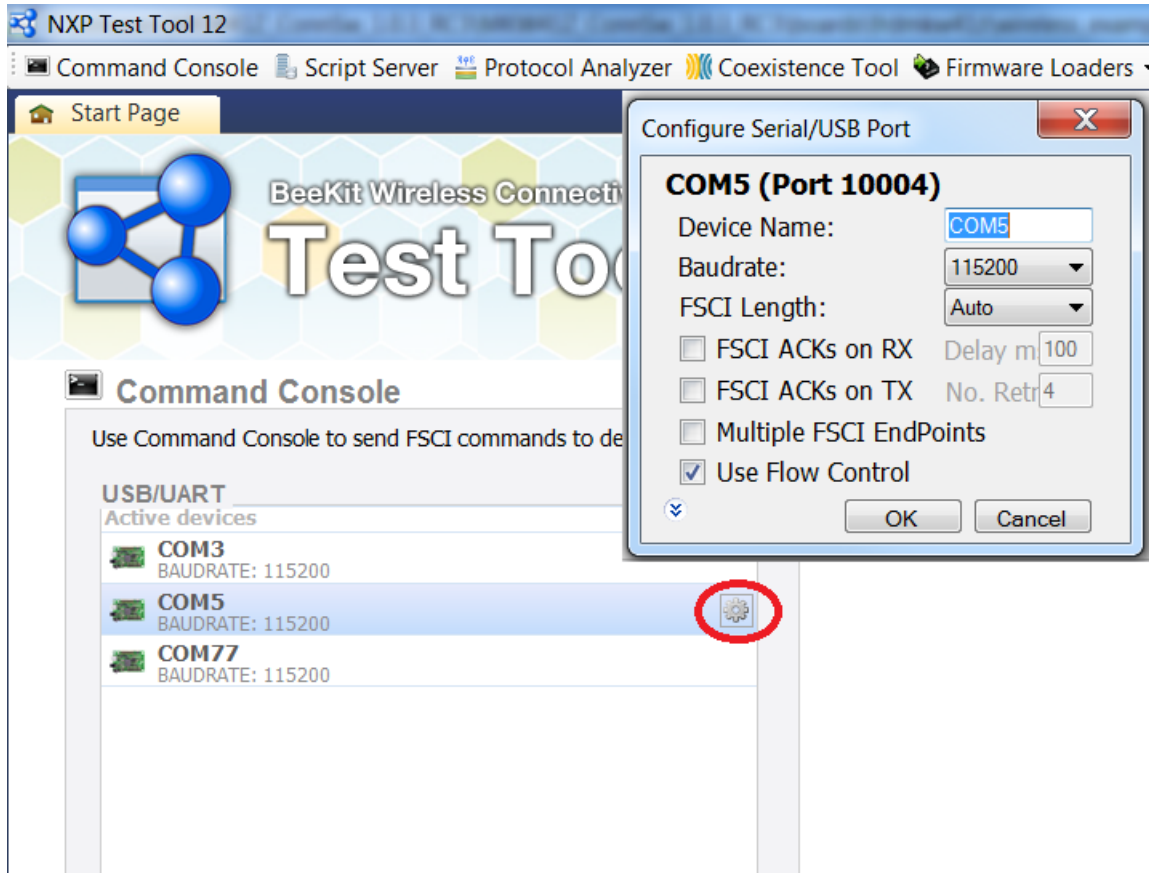 NXP Test Tool 12
Command Console Script Server Protocol Analyzer Coexistence Tool Firmware Loaders
Start Page
BeeKit Wireless Connecti
Test To
Command Console
Use Command Console to send FSCI commands to de
USB/UART
Active devices
COM3
BAUDRATE: 115200
COM5
BAUDRATE: 115200
COM77
BAUDRATE: 115200
Configure Serial/USB Port
COM5 (Port 10004)
Device Name: COM5
Baudrate: 115200
FSCI Length: Auto
FSCI ACKs on RX Delay m 100
FSCI ACKs on TX No. Retr 4
Multiple FSCI EndPoints
Use Flow Control
OK Cancel